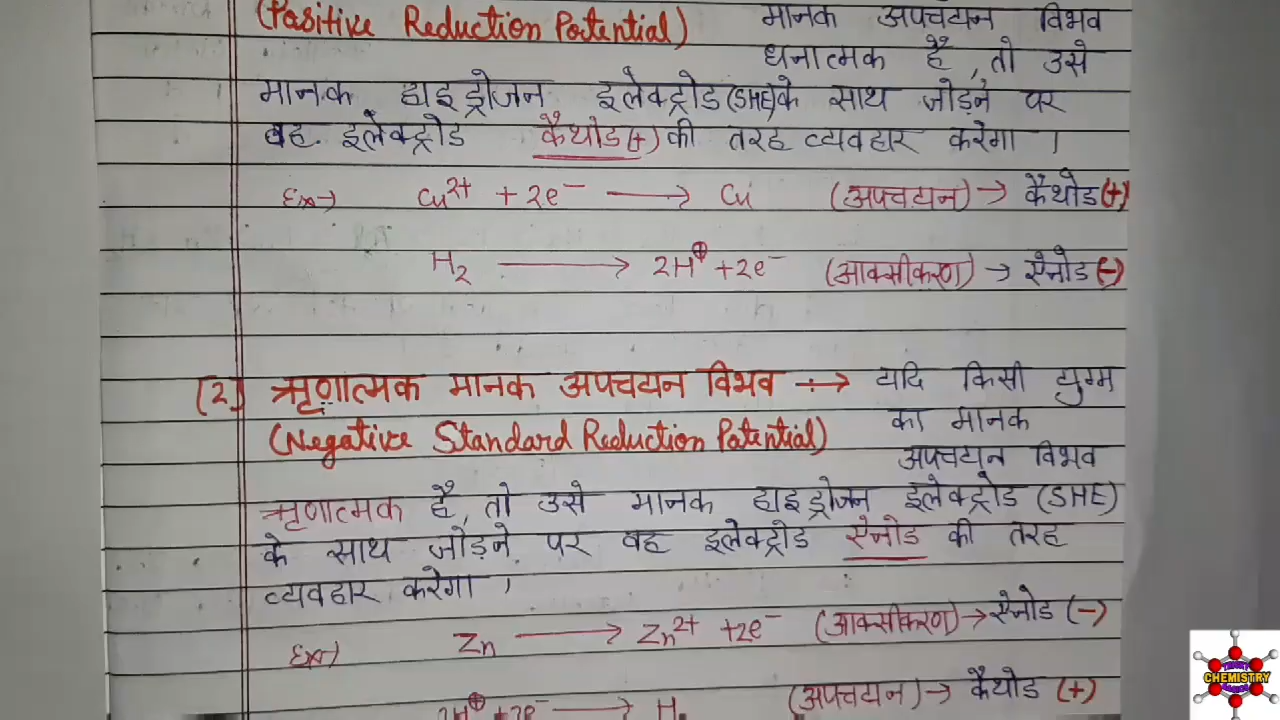 (Positive Reduction Potential) मानक अपचयन विभव
धनात्मक है, तो उसे
मानक हाइड्रोजन इलेक्ट्रोड (SHE) के साथ जोड़ने पर
वह इलेक्ट्रोड कैथोड (+) की तरह व्यवहार करेगा ।
Ex→ Cu²⁺ + 2e⁻ ⟶ Cu (अपचयन) → कैथोड (+)
H₂ ⟶ 2H⊕ + 2e⁻ (आक्सीकरण) → ऐनोड (-)
(2) ऋृणात्मक मानक अपचयन विभव ÷→ यदि किसी युग्म
(Negative Standard Reduction Potential) का मानक
अपचयन विभव
ऋृणात्मक है, तो उसे मानक हाइड्रोजन इलेक्ट्रोड (SHE)
के साथ जोड़ने पर वह इलेक्ट्रोड ऐनोड की तरह
व्यवहार करेगा ।
Ex→ Zn ⟶ Zn²⁺ + 2e⁻ (आक्सीकरण) → ऐनोड (-)
2H⊕ + 2e⁻ ⟶ H₂ (अपचयन) → कैथोड (+)
CHEMISTRY